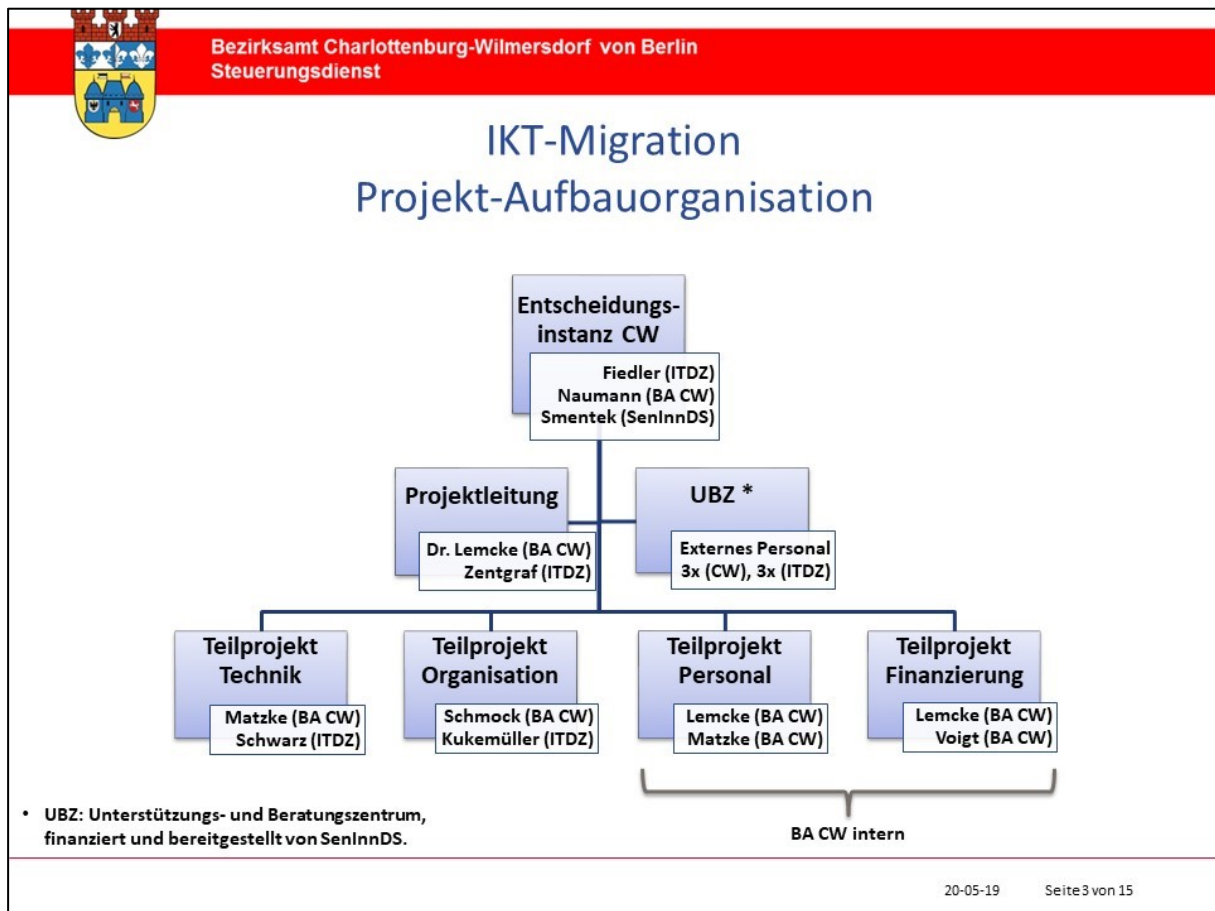 Bezirksamt Charlottenburg-Wilmersdorf von Berlin
Steuerungsdienst
IKT-Migration
Projekt-Aufbauorganisation
Entscheidungs-
instanz CW
Fiedler (ITDZ)
Naumann (BA CW)
Smentek (SenInnDS)
Projektleitung
Dr. Lemcke (BA CW)
Zentgraf (ITDZ)
UBZ *
Externes Personal
3x (CW), 3x (ITDZ)
Teilprojekt
Technik
Matzke (BA CW)
Schwarz (ITDZ)
Teilprojekt
Organisation
Schmock (BA CW)
Kukemüller (ITDZ)
Teilprojekt
Personal
Lemcke (BA CW)
Matzke (BA CW)
Teilprojekt
Finanzierung
Lemcke (BA CW)
Voigt (BA CW)
• UBZ: Unterstützungs- und Beratungszentrum,
finanziert und bereitgestellt von SenInnDS.
BA CW intern
20-05-19 Seite 3 von 15